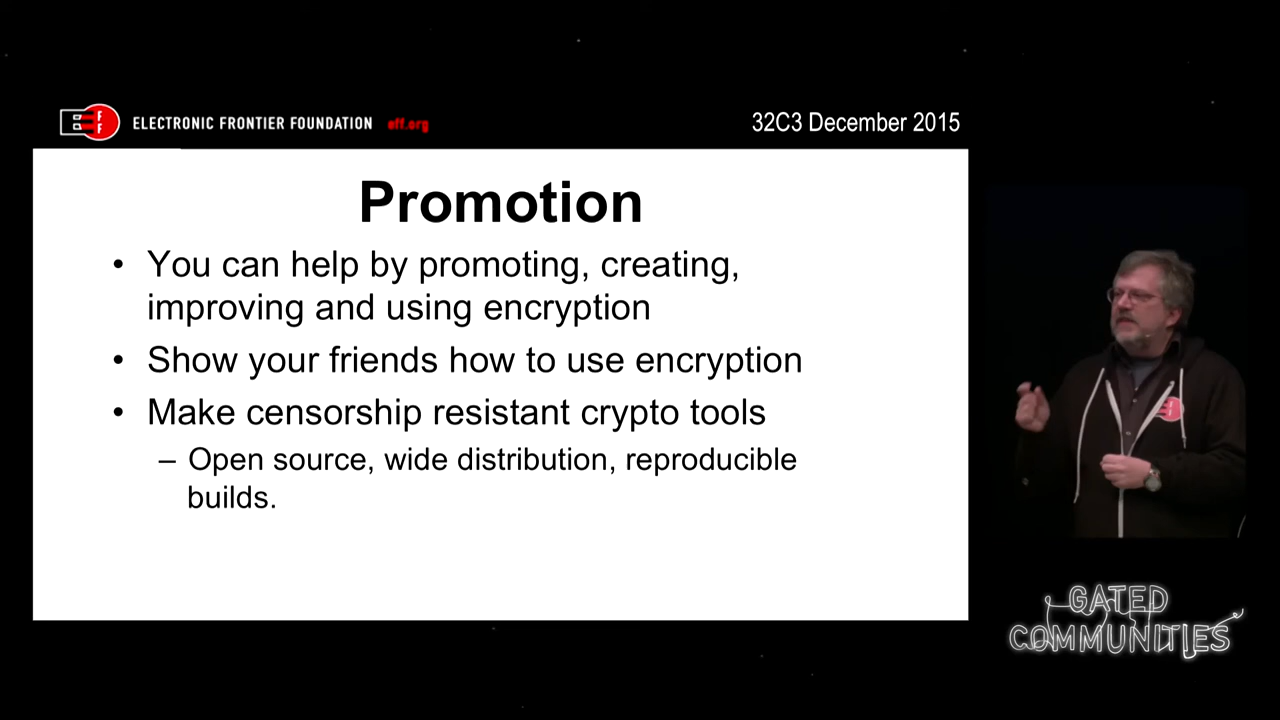 ELECTRONIC FRONTIER FOUNDATION eff.org
32C3 December 2015
Promotion
• You can help by promoting, creating,
improving and using encryption
• Show your friends how to use encryption
• Make censorship resistant crypto tools
– Open source, wide distribution, reproducible
builds.
EFF
GATED
COMMUNITIES